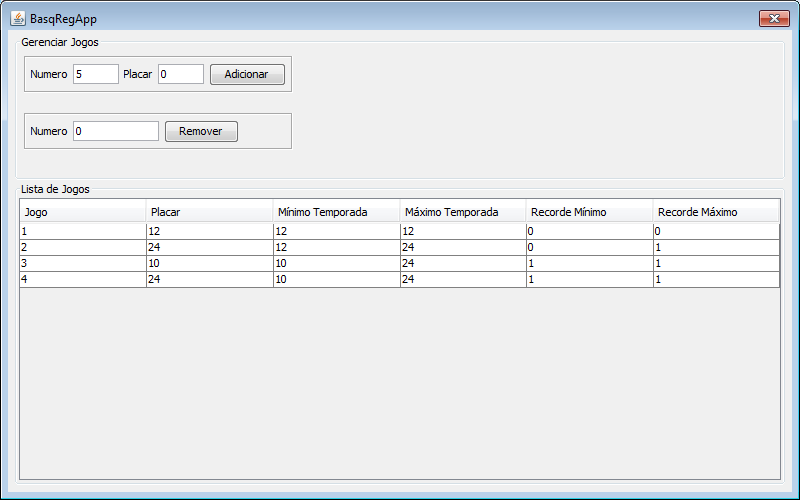 BasqRegApp
Gerenciar Jogos
Numero 5 Placar 0 Adicionar
Numero 0 Remover
Lista de Jogos
Jogo Placar Mínimo Temporada Máximo Temporada Recorde Mínimo Recorde Máximo
1 12 12 12 0 0
2 24 12 24 0 1
3 10 10 24 1 1
4 24 10 24 1 1